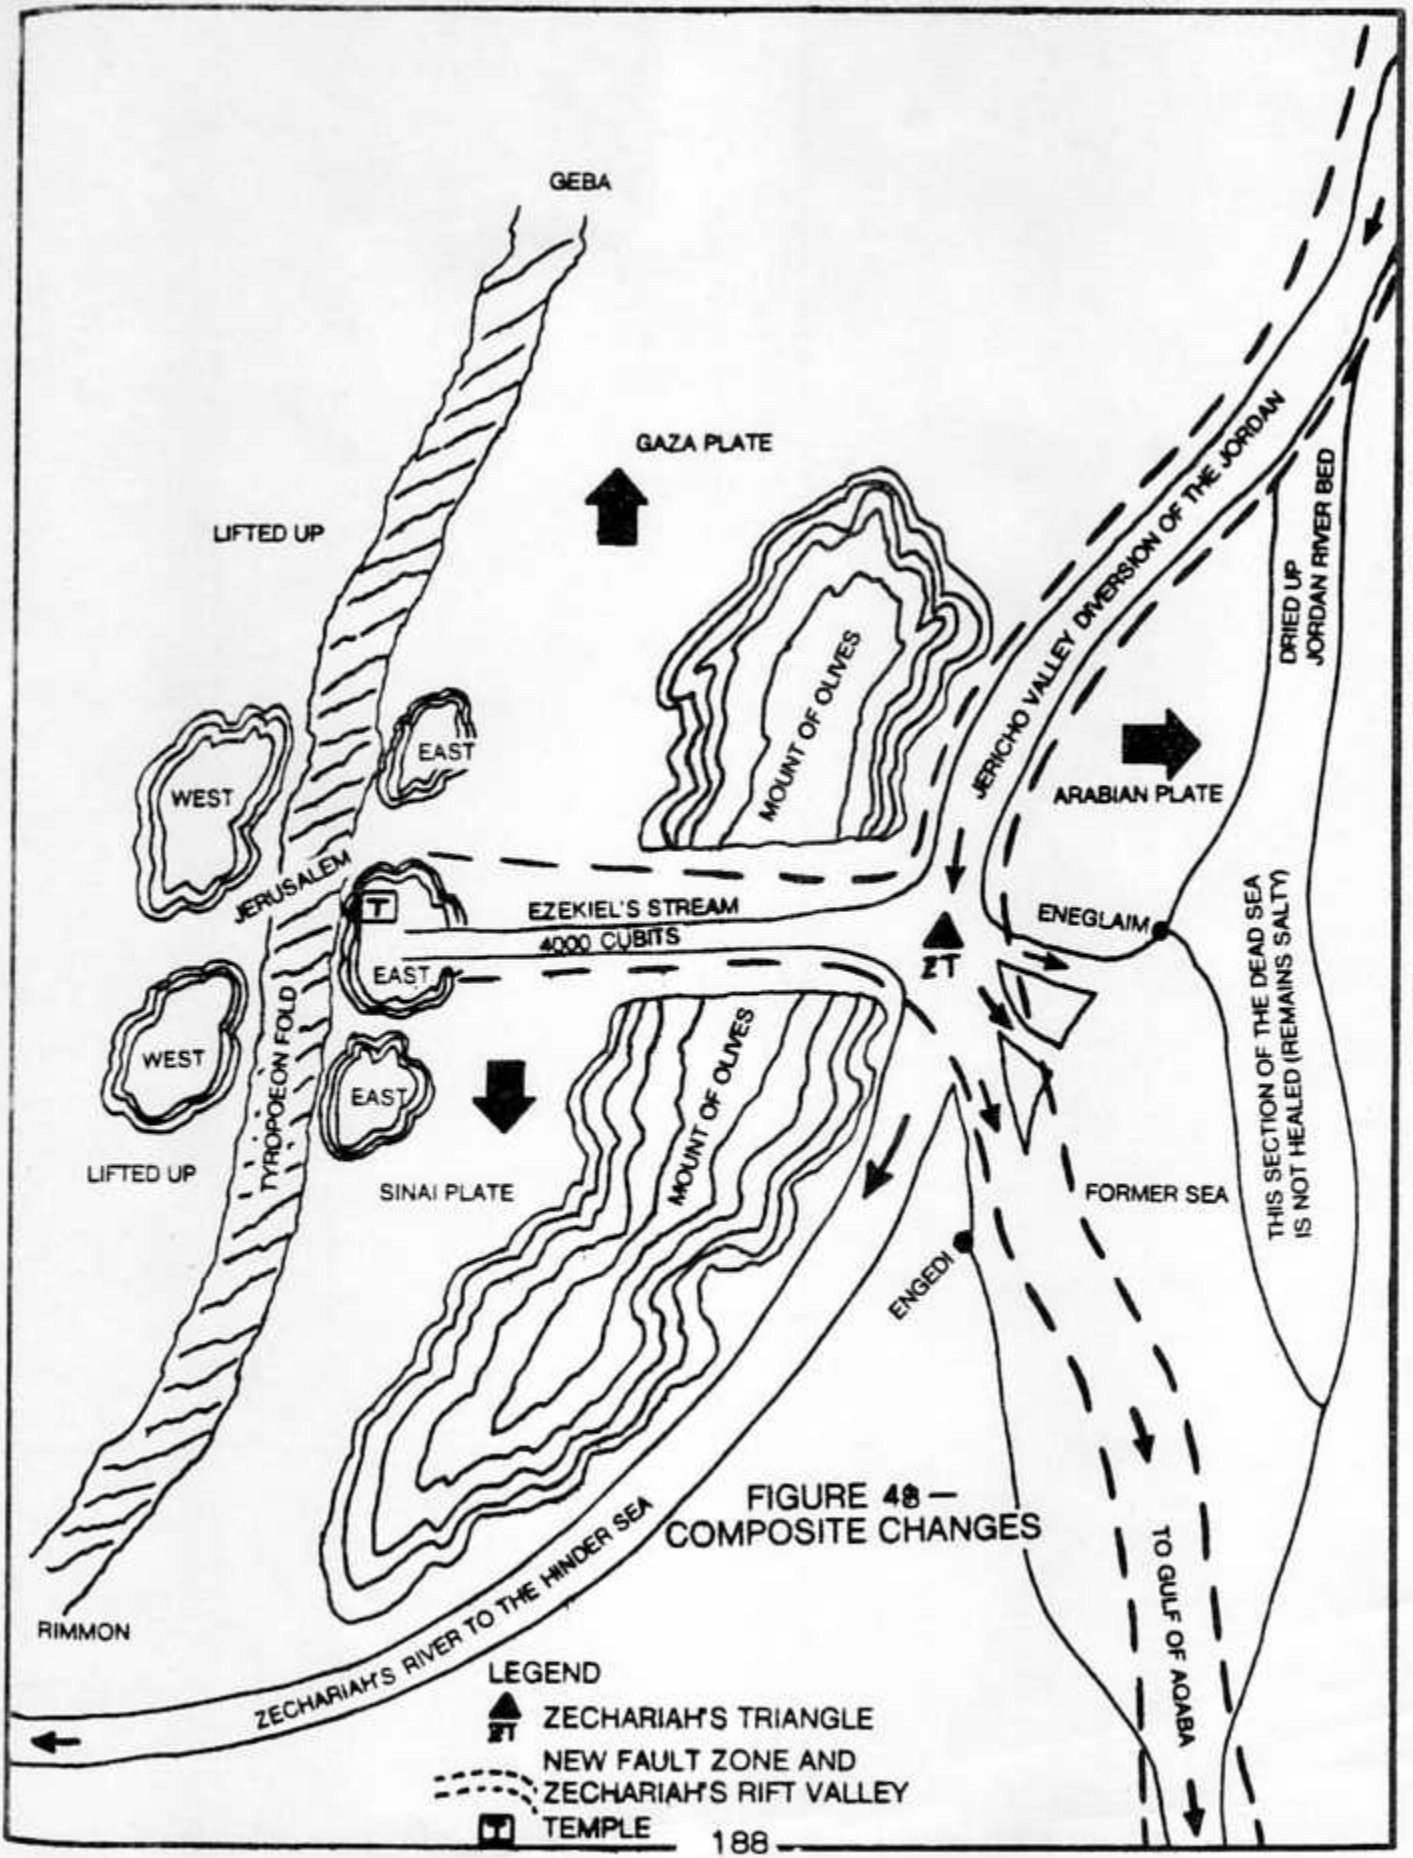 GEBA
GAZA PLATE
LIFTED UP
JERICHO VALLEY DIVERSION OF THE JORDAN
DRIED UP
JORDAN RIVER BED
MOUNT OF OLIVES
EAST
WEST
ARABIAN PLATE
JERUSALEM
T
EZEKIEL'S STREAM
4000 CUBITS
EAST
ENEGLAIM
ZT
THIS SECTION OF THE DEAD SEA
IS NOT HEALED (REMAINS SALTY)
WEST
TYROPOEON FOLD
EAST
MOUNT OF OLIVES
LIFTED UP
SINAI PLATE
FORMER SEA
ENGEDI
FIGURE 48 —
COMPOSITE CHANGES
TO GULF OF AQABA
RIMMON
ZECHARIAH'S RIVER TO THE HINDER SEA
LEGEND
ZT ZECHARIAH'S TRIANGLE
NEW FAULT ZONE AND
ZECHARIAH'S RIFT VALLEY
T TEMPLE
188